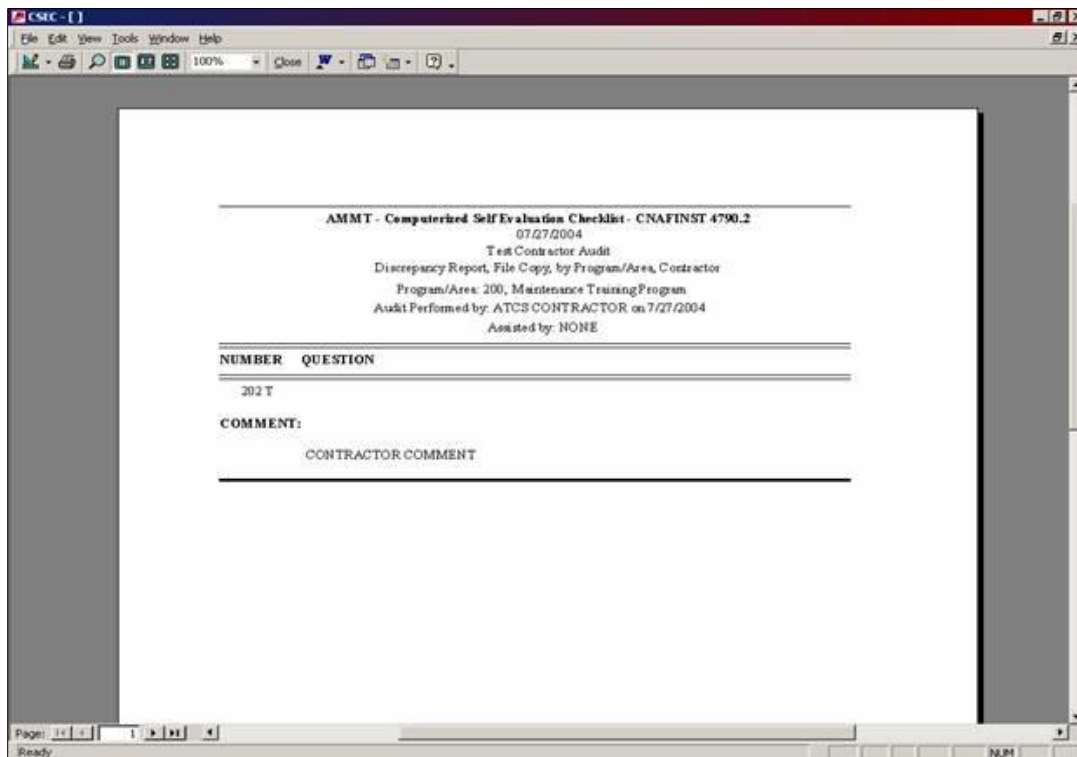 CSEC - [ ]
File Edit View Tools Window Help
100% Close
AMMT - Computerized Self Evaluation Checklist - CNAFINST 4790.2
07/27/2004
Test Contractor Audit
Discrepancy Report, File Copy, by Program/Area, Contractor
Program/Area: 200, Maintenance Training Program
Audit Performed by: ATCS CONTRACTOR on 7/27/2004
Assisted by: NONE
NUMBER QUESTION
202 T
COMMENT:
CONTRACTOR COMMENT
Page: 1
Ready NUM